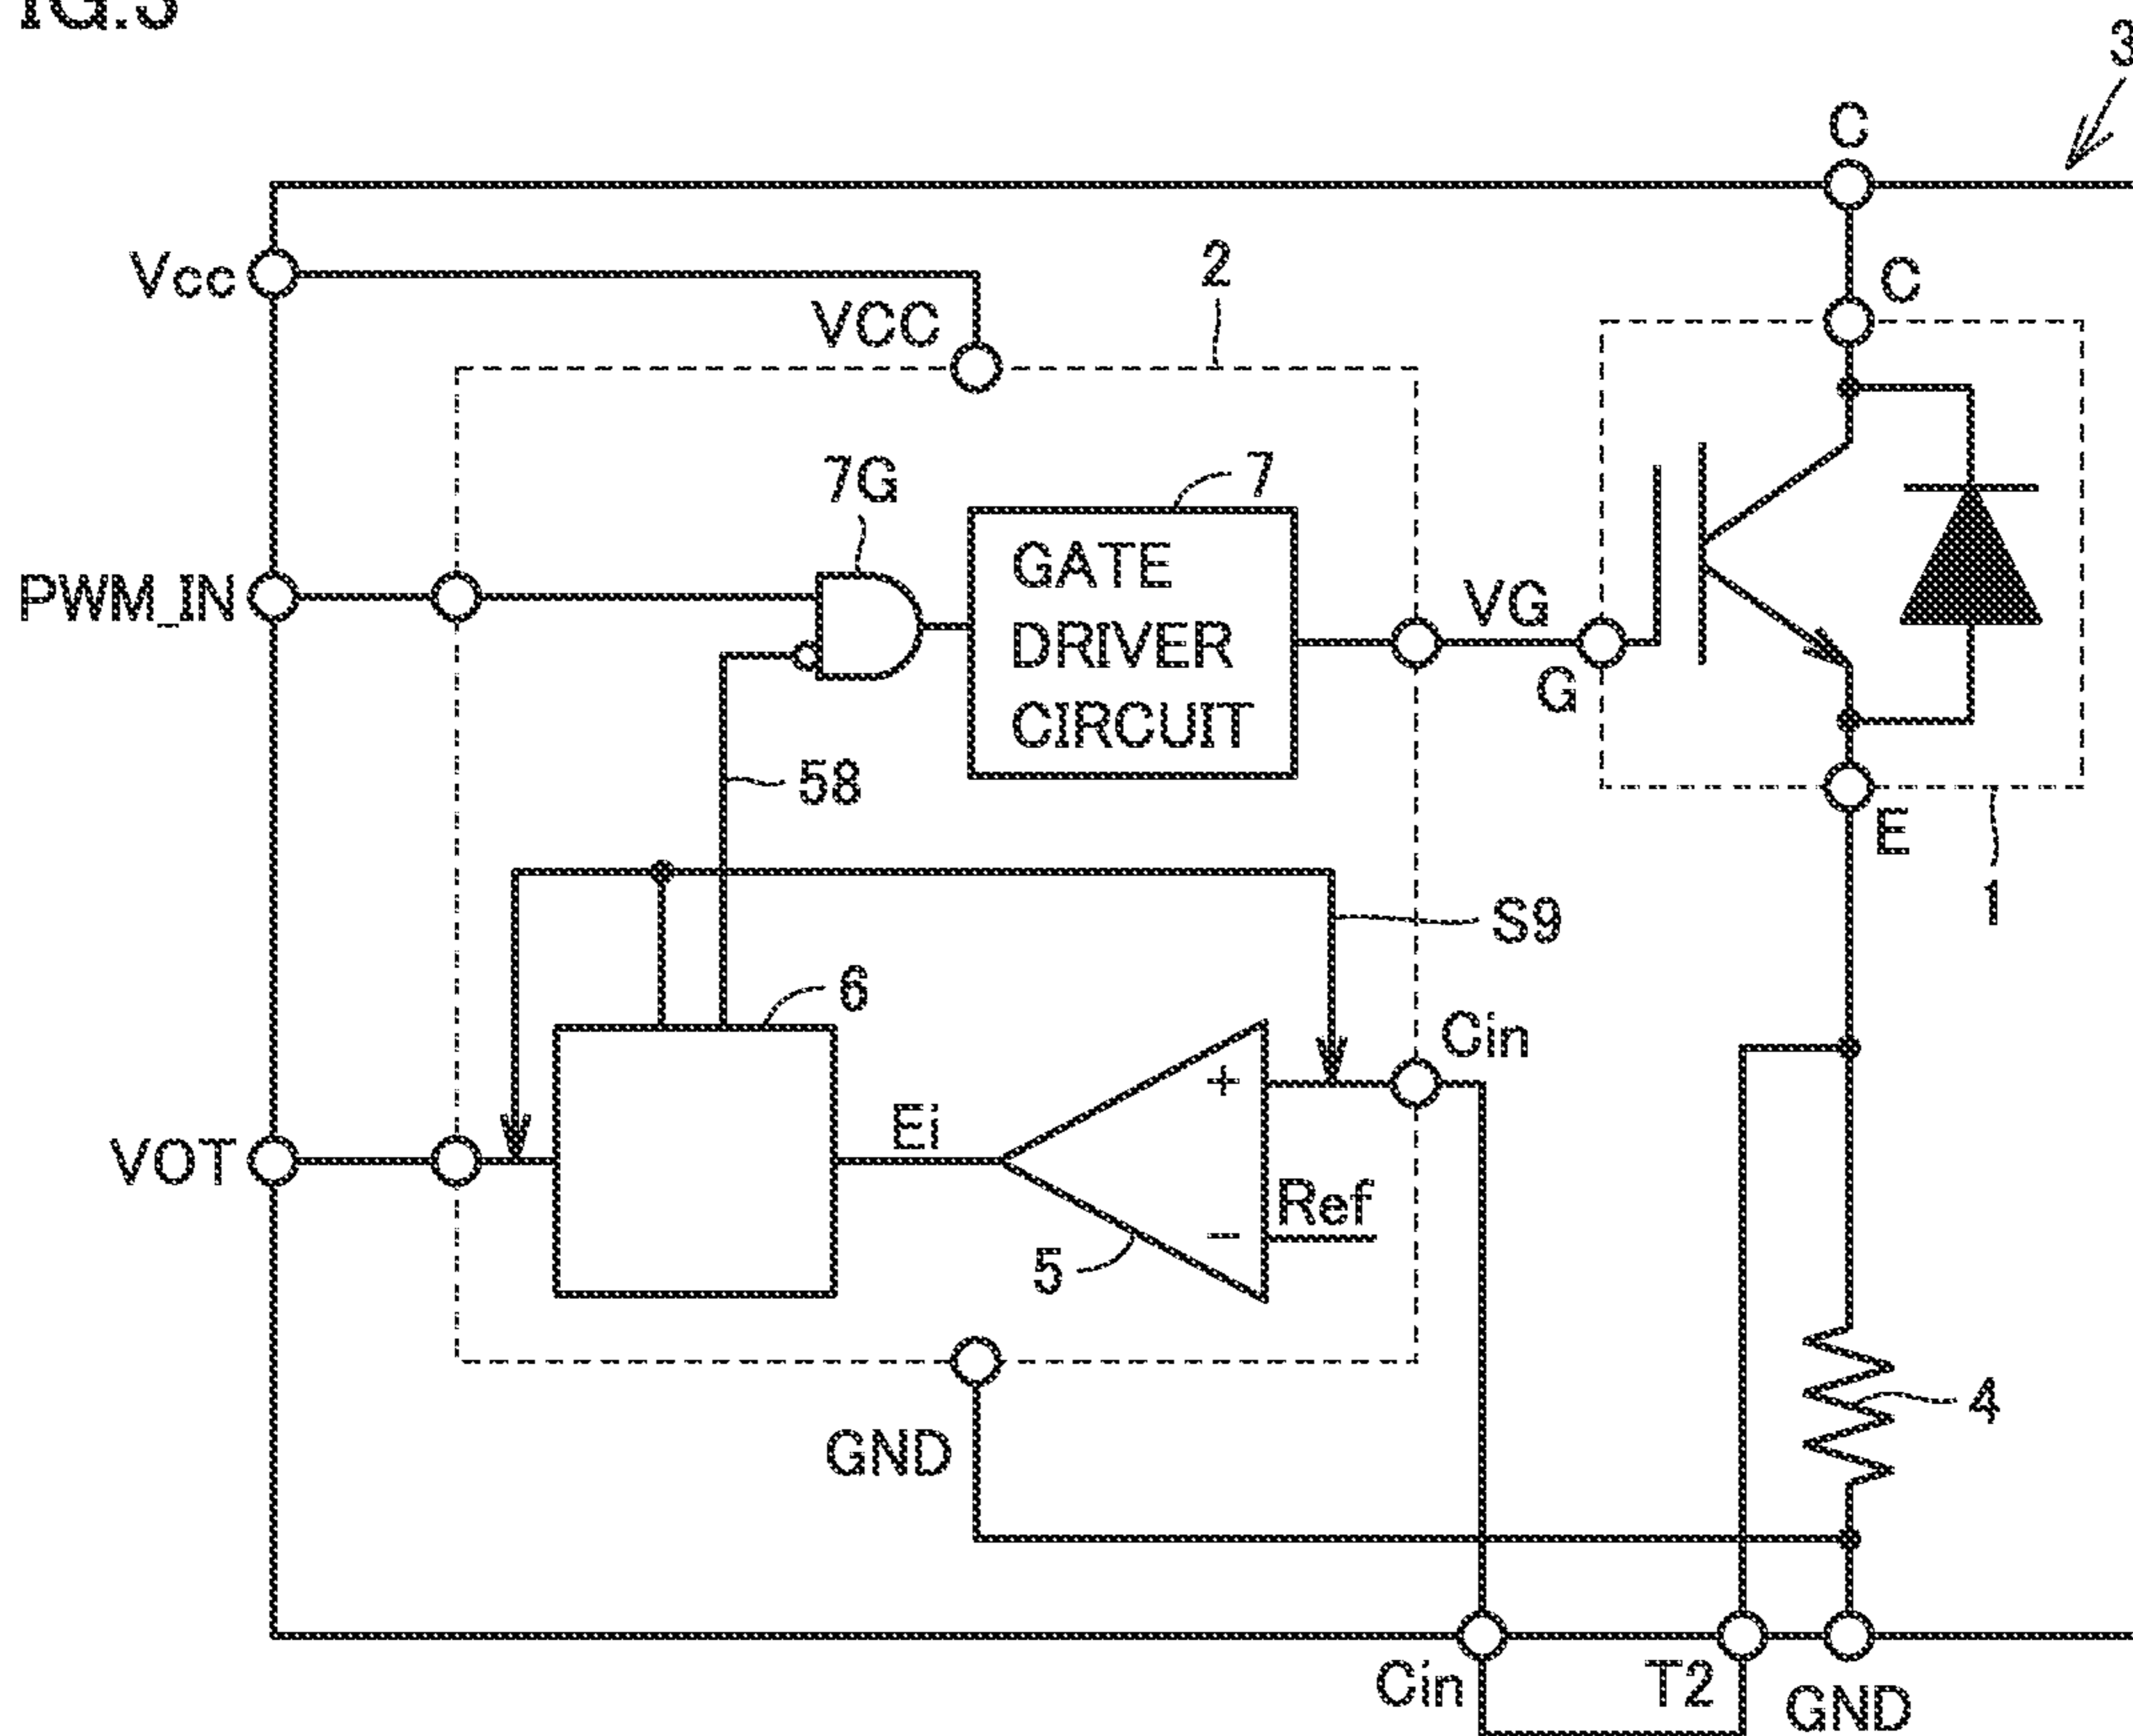 IG.3
3
C
Vcc
C
2
VCC
7G
7
GATE
DRIVER
CIRCUIT
PWM_IN
VG
G
58
E
1
S9
6
Cin
Ei
+
VOT
Ref
−
5
4
GND
Cin
T2
GND